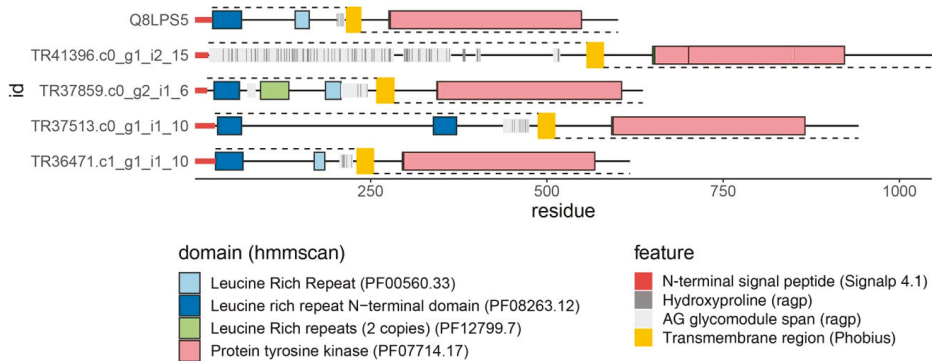 Q8LPS5
TR41396.c0_g1_i2_15
TR37859.c0_g2_i1_6
TR37513.c0_g1_i1_10
TR36471.c1_g1_i1_10
id
250 500 750 1000
residue
domain (hmmscan)
Leucine Rich Repeat (PF00560.33)
Leucine rich repeat N−terminal domain (PF08263.12)
Leucine Rich repeats (2 copies) (PF12799.7)
Protein tyrosine kinase (PF07714.17)
feature
N-terminal signal peptide (Signalp 4.1)
Hydroxyproline (ragp)
AG glycomodule span (ragp)
Transmembrane region (Phobius)